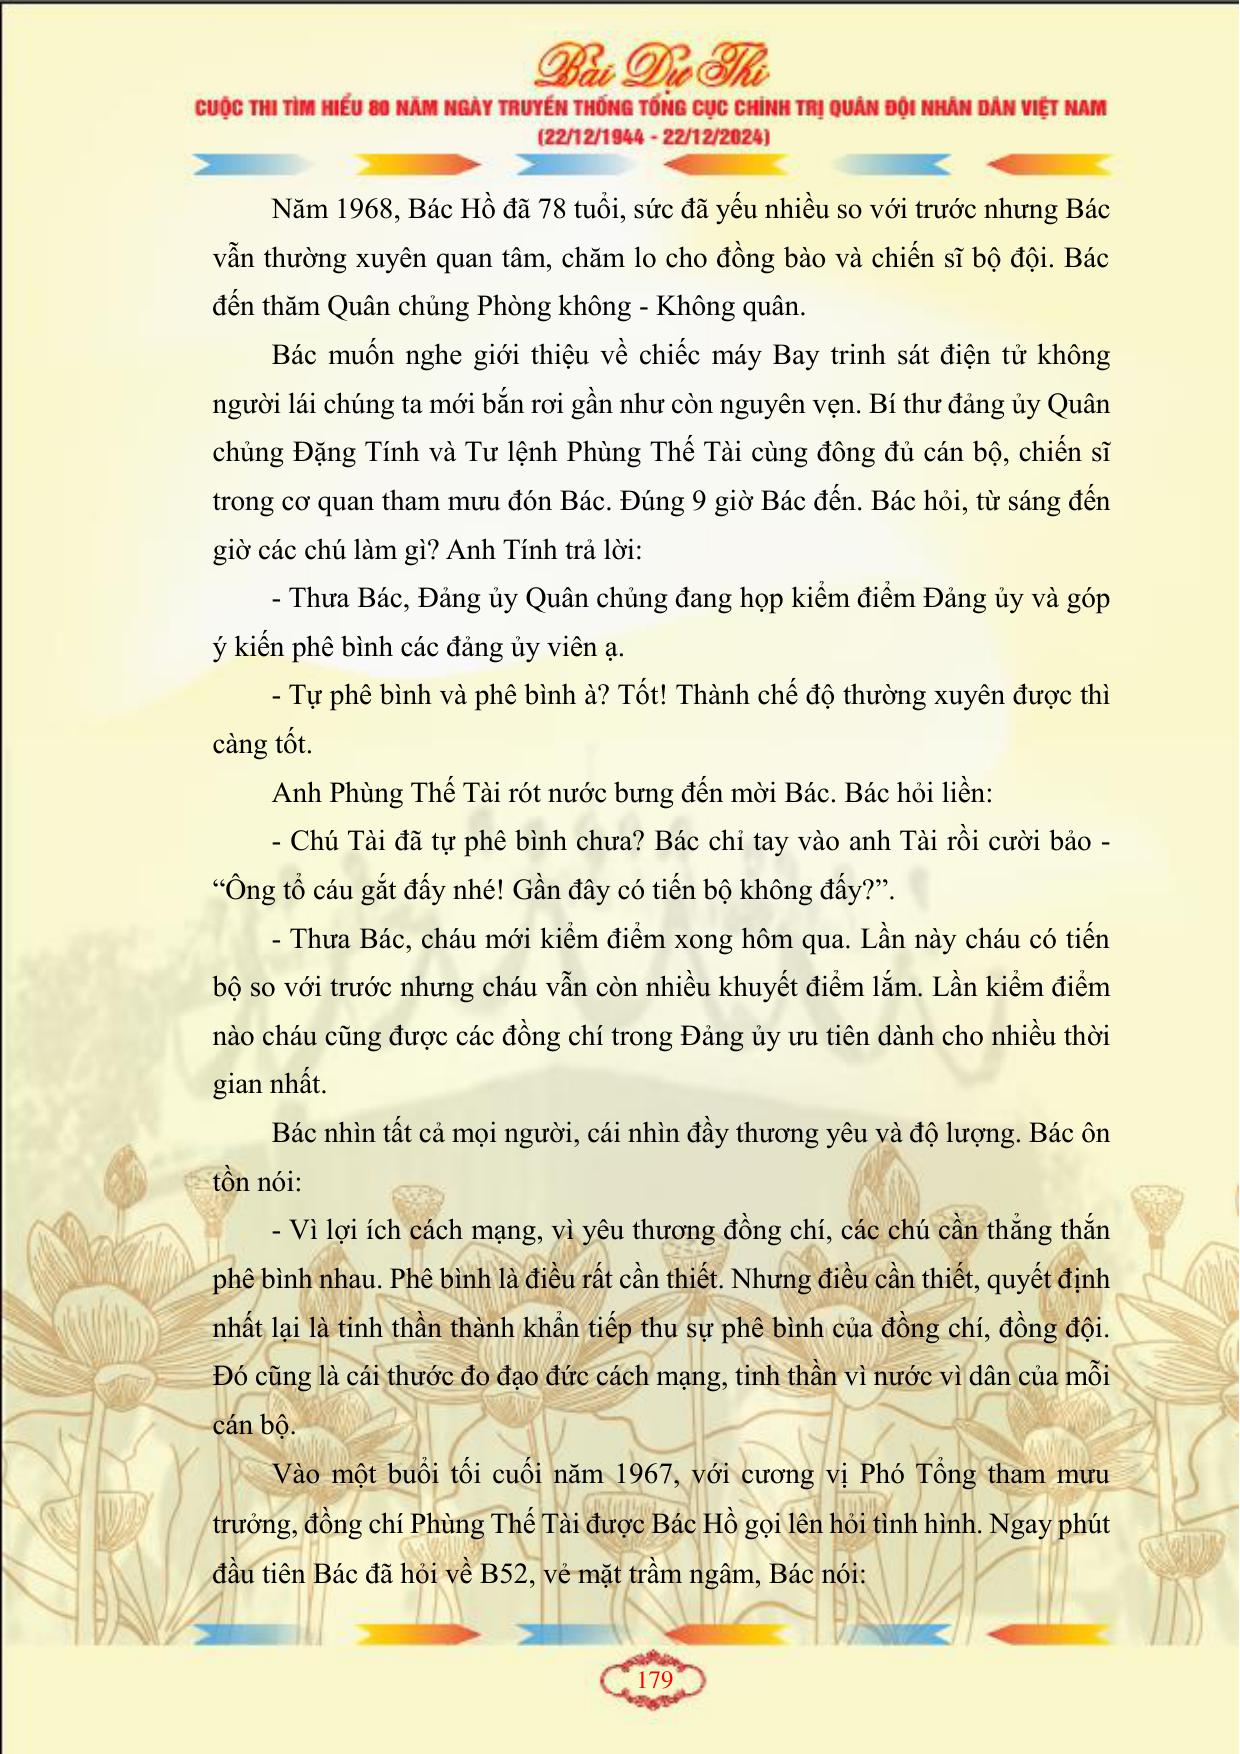 Bài Dự Thi
CUỘC THI TÌM HIỂU 80 NĂM NGÀY TRUYỀN THỐNG TỔNG CỤC CHÍNH TRỊ QUÂN ĐỘI NHÂN DÂN VIỆT NAM
(22/12/1944 - 22/12/2024)
Năm 1968, Bác Hồ đã 78 tuổi, sức đã yếu nhiều so với trước nhưng Bác
vẫn thường xuyên quan tâm, chăm lo cho đồng bào và chiến sĩ bộ đội. Bác
đến thăm Quân chủng Phòng không - Không quân.
Bác muốn nghe giới thiệu về chiếc máy Bay trinh sát điện tử không
người lái chúng ta mới bắn rơi gần như còn nguyên vẹn. Bí thư đảng ủy Quân
chủng Đặng Tính và Tư lệnh Phùng Thế Tài cùng đông đủ cán bộ, chiến sĩ
trong cơ quan tham mưu đón Bác. Đúng 9 giờ Bác đến. Bác hỏi, từ sáng đến
giờ các chú làm gì? Anh Tính trả lời:
- Thưa Bác, Đảng ủy Quân chủng đang họp kiểm điểm Đảng ủy và góp
ý kiến phê bình các đảng ủy viên ạ.
- Tự phê bình và phê bình à? Tốt! Thành chế độ thường xuyên được thì
càng tốt.
Anh Phùng Thế Tài rót nước bưng đến mời Bác. Bác hỏi liền:
- Chú Tài đã tự phê bình chưa? Bác chỉ tay vào anh Tài rồi cười bảo -
“Ông tổ cáu gắt đấy nhé! Gần đây có tiến bộ không đấy?”.
- Thưa Bác, cháu mới kiểm điểm xong hôm qua. Lần này cháu có tiến
bộ so với trước nhưng cháu vẫn còn nhiều khuyết điểm lắm. Lần kiểm điểm
nào cháu cũng được các đồng chí trong Đảng ủy ưu tiên dành cho nhiều thời
gian nhất.
Bác nhìn tất cả mọi người, cái nhìn đầy thương yêu và độ lượng. Bác ôn
tồn nói:
- Vì lợi ích cách mạng, vì yêu thương đồng chí, các chú cần thẳng thắn
phê bình nhau. Phê bình là điều rất cần thiết. Nhưng điều cần thiết, quyết định
nhất lại là tinh thần thành khẩn tiếp thu sự phê bình của đồng chí, đồng đội.
Đó cũng là cái thước đo đạo đức cách mạng, tinh thần vì nước vì dân của mỗi
cán bộ.
Vào một buổi tối cuối năm 1967, với cương vị Phó Tổng tham mưu
trưởng, đồng chí Phùng Thế Tài được Bác Hồ gọi lên hỏi tình hình. Ngay phút
đầu tiên Bác đã hỏi về B52, vẻ mặt trầm ngâm, Bác nói:
179